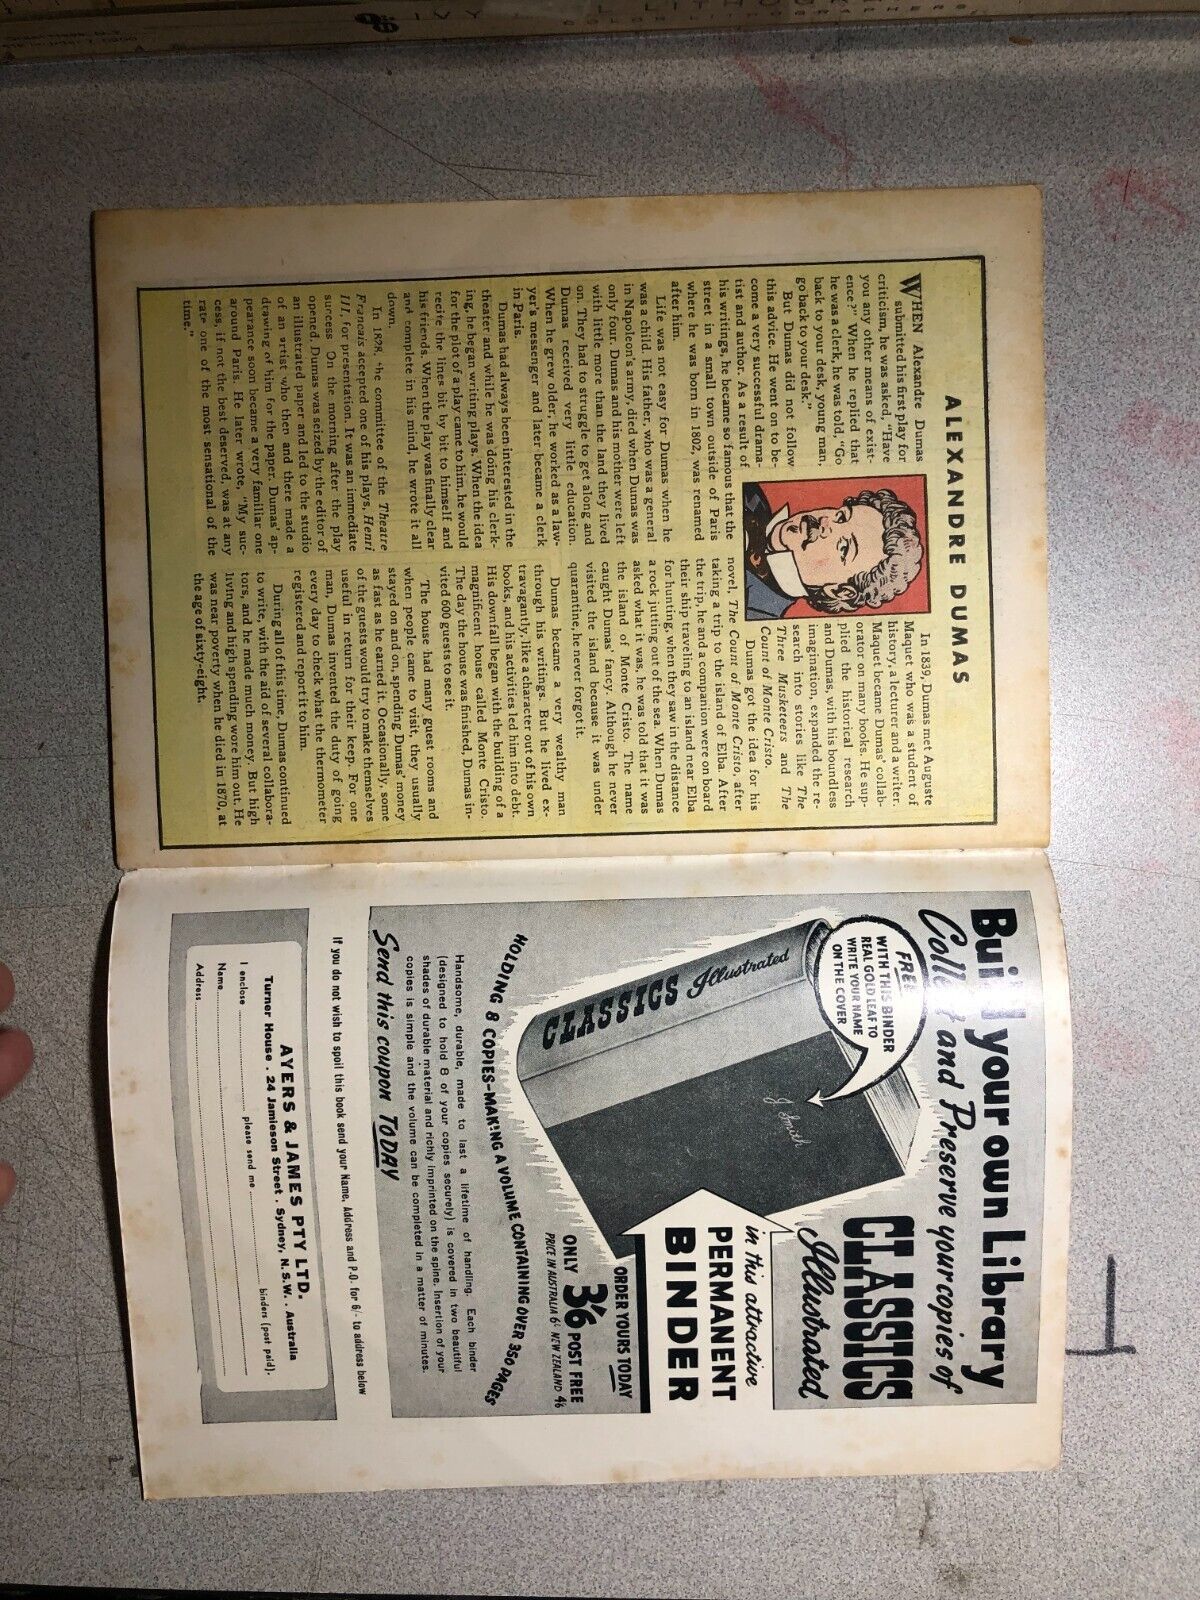 IVY
COLOR LITHOGRAPHERS,
ALEXANDRE DUMAS
WHEN Alexandre Dumas
submitted his first play for
criticism, he was asked, "Have
you any other means of exist-
ence?" When he replied that
he was a clerk, he was told, "Go
back to your desk, young man,
go back to your desk."
But Dumas did not follow
this advice. He went on to be-
come a very successful drama-
tist and author. As a result of
his writings, he became so famous that the
street in a small town outside of Paris
where he was born in 1802, was renamed
after him.
Life was not easy for Dumas when he
was a child. His father, who was a general
in Napoleon's army, died when Dumas was
only four. Dumas and his mother were left
with little more than the land they lived
on. They had to struggle to get along and
Dumas received very little education.
When he grew older, he worked as a law-
yer's messenger and later became a clerk
in Paris.
Dumas had always been interested in the
theater and while he was doing his clerk-
ing, he began writing plays. When the idea
for the plot of a play came to him, he would
recite the lines bit by bit to himself and
his friends. When the play was finally clear
and complete in his mind, he wrote it all
down.
In 1828, the committee of the Theatre
Francais accepted one of his plays, Henri
III, for presentation. It was an immediate
success. On the morning after the play
opened, Dumas was seized by the editor of
an illustrated paper and led to the studio
of an artist who then and there made a
drawing of him for the paper. Dumas' ap-
pearance soon became a very familiar one
around Paris. He later wrote, "My suc-
cess, if not the best deserved, was at any
rate one of the most sensational of the
time."
In 1839, Dumas met Auguste
Maquet who was a student of
history, a lecturer and a writer.
Maquet became Dumas' collab-
orator on many books. He sup-
plied the historical research
and Dumas, with his boundless
imagination, expanded the re-
search into stories like The
Three Musketeers and The
Count of Monte Cristo.
Dumas got the idea for his
novel, The Count of Monte Cristo, after
taking a trip to the island of Elba. After
the trip, he and a companion were on board
their ship traveling to an island near Elba
for hunting, when they saw in the distance
a rock jutting out of the sea. When Dumas
asked what it was, he was told that it was
the island of Monte Cristo. The name
caught Dumas' fancy. Although he never
visited the island because it was under
quarantine, he never forgot it.
Dumas became a very wealthy man
through his writings. But he lived ex-
travagantly, like a character out of his own
books, and his activities led him into debt.
His downfall began with the building of a
magnificent house called Monte Cristo.
The day the house was finished, Dumas in-
vited 600 guests to see it.
The house had many guest rooms and
when people came to visit, they usually
stayed on and on, spending Dumas' money
as fast as he earned it. Occasionally, some
of the guests would try to make themselves
useful in return for their keep. For one
man, Dumas invented the duty of going
every day to check what the thermometer
registered and report it to him.
During all of this time, Dumas continued
to write, with the aid of several collabora-
tors, and he made much money. But high
living and high spending wore him out. He
was near poverty when he died in 1870, at
the age of sixty-eight.
Build your own Library
Collect and Preserve your copies of
CLASSICS
Illustrated
FREE
WITH THIS BINDER
REAL GOLD LEAF TO
WRITE YOUR NAME
ON THE COVER
J. Smith
CLASSICS Illustrated
in this attractive
PERMANENT
BINDER
ORDER YOURS TODAY
ONLY 3'6 POST FREE
PRICE IN AUSTRALIA 6'- NEW ZEALAND 4'6
HOLDING 8 COPIES-MAKING A VOLUME CONTAINING OVER 350 PAGES
Handsome, durable, made to last a lifetime of handling. Each binder
(designed to hold 8 of your copies securely) is covered in two beautiful
shades of durable material and richly imprinted on the spine. Insertion of your
copies is simple and the volume can be completed in a matter of minutes.
Send this coupon TODAY
If you do not wish to spoil this book send your Name, Address and P.O. for 6/- to address below
AYERS & JAMES PTY LTD.
Turner House . 24 Jamieson Street . Sydney, N.S.W. . Australia
I enclose ............ please send me ............ binders (post paid).
Name............
Address............